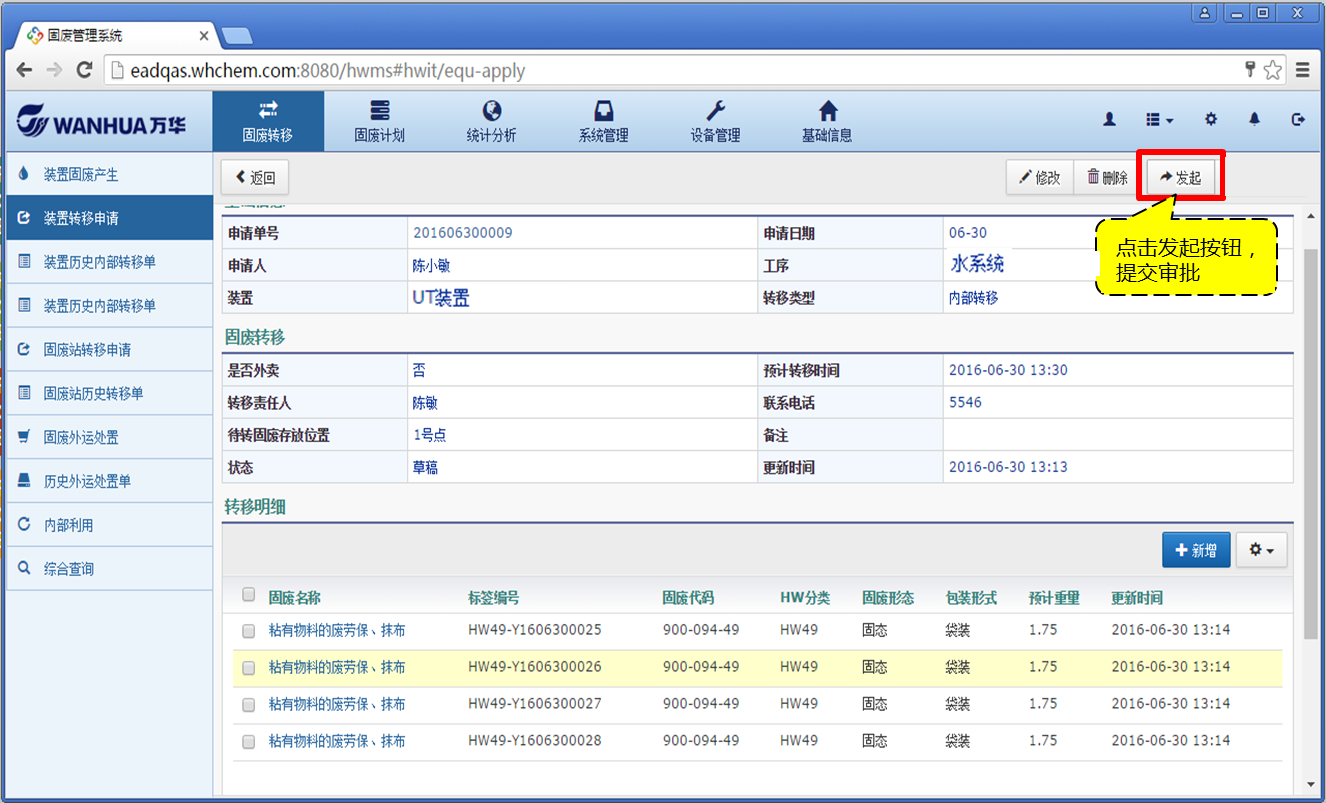 固废管理系统
eadqas.whchem.com:8080/hwms#hwit/equ-apply
WANHUA万华
固废转移 固废计划 统计分析 系统管理 设备管理 基础信息
装置固废产生
装置转移申请
装置历史内部转移单
装置历史内部转移单
固废站转移申请
固废站历史转移单
固废外运处置
历史外运处置单
内部利用
综合查询
返回 修改 删除 发起
点击发起按钮，
提交审批
申请单号 201606300009 申请日期 06-30
申请人 陈小敏 工序 水系统
装置 UT装置 转移类型 内部转移
固废转移
是否外卖 否 预计转移时间 2016-06-30 13:30
转移责任人 陈敏 联系电话 5546
待转固废存放位置 1号点 备注
状态 草稿 更新时间 2016-06-30 13:13
转移明细
新增
固废名称 标签编号 固废代码 HW分类 固废形态 包装形式 预计重量 更新时间
粘有物料的废劳保、抹布 HW49-Y1606300025 900-094-49 HW49 固态 袋装 1.75 2016-06-30 13:14
粘有物料的废劳保、抹布 HW49-Y1606300026 900-094-49 HW49 固态 袋装 1.75 2016-06-30 13:14
粘有物料的废劳保、抹布 HW49-Y1606300027 900-094-49 HW49 固态 袋装 1.75 2016-06-30 13:14
粘有物料的废劳保、抹布 HW49-Y1606300028 900-094-49 HW49 固态 袋装 1.75 2016-06-30 13:14